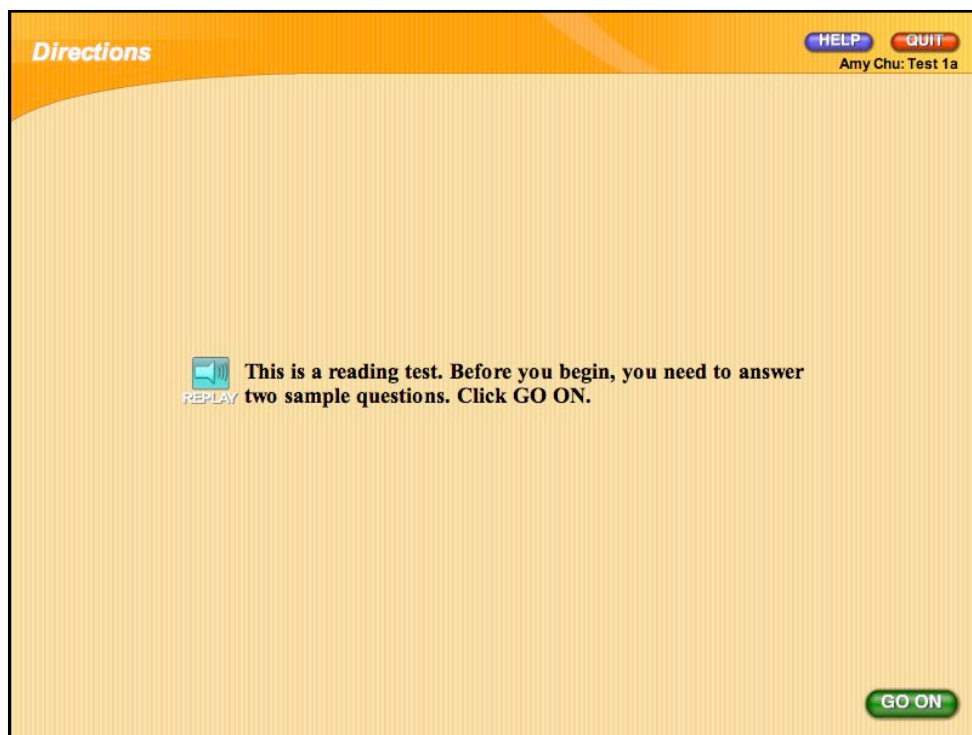 Directions
HELP QUIT
Amy Chu: Test 1a
This is a reading test. Before you begin, you need to answer
REPLAY two sample questions. Click GO ON.
GO ON